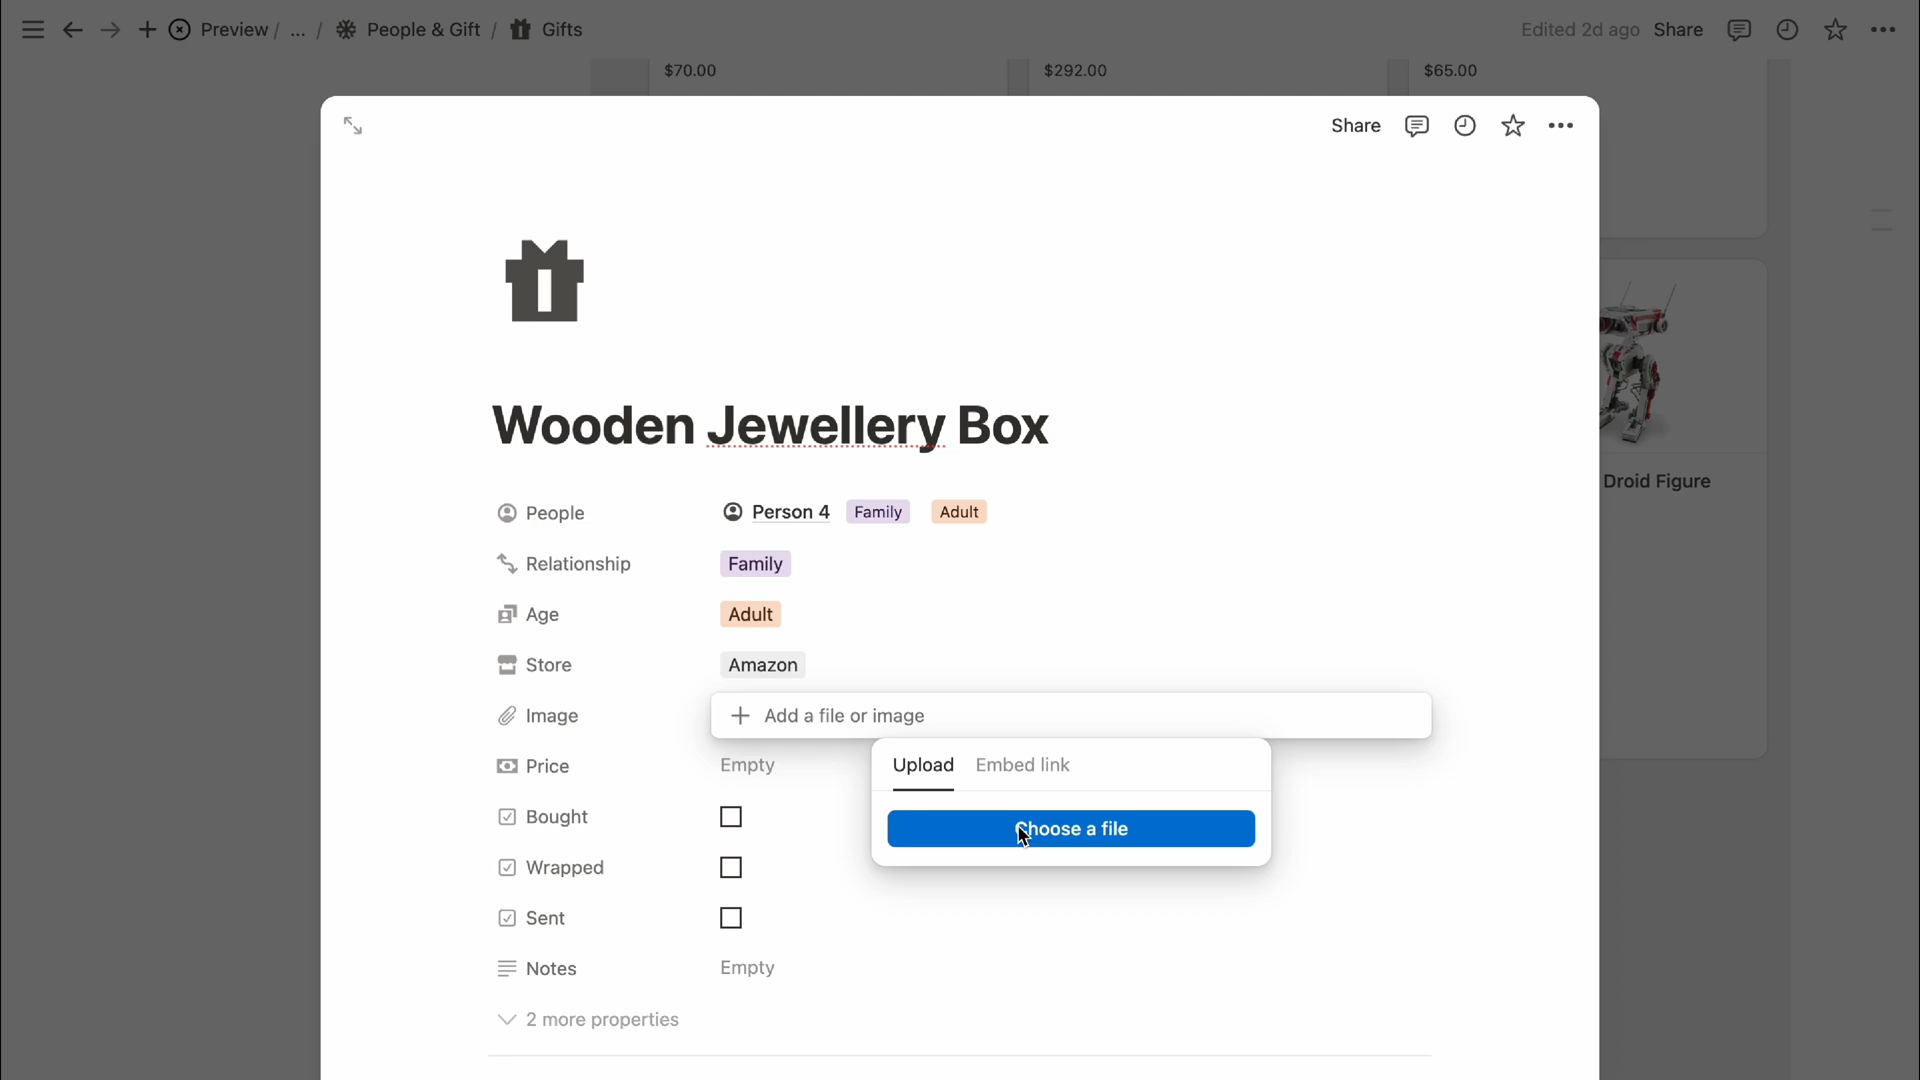 Preview / ... / People & Gift / Gifts
Edited 2d ago Share
$70.00 $292.00 $65.00
Share
Droid Figure
Wooden Jewellery Box
People Person 4 Family Adult
Relationship Family
Age Adult
Store Amazon
Image Add a file or image
Price Empty
Upload Embed link
Choose a file
Bought
Wrapped
Sent
Notes Empty
2 more properties